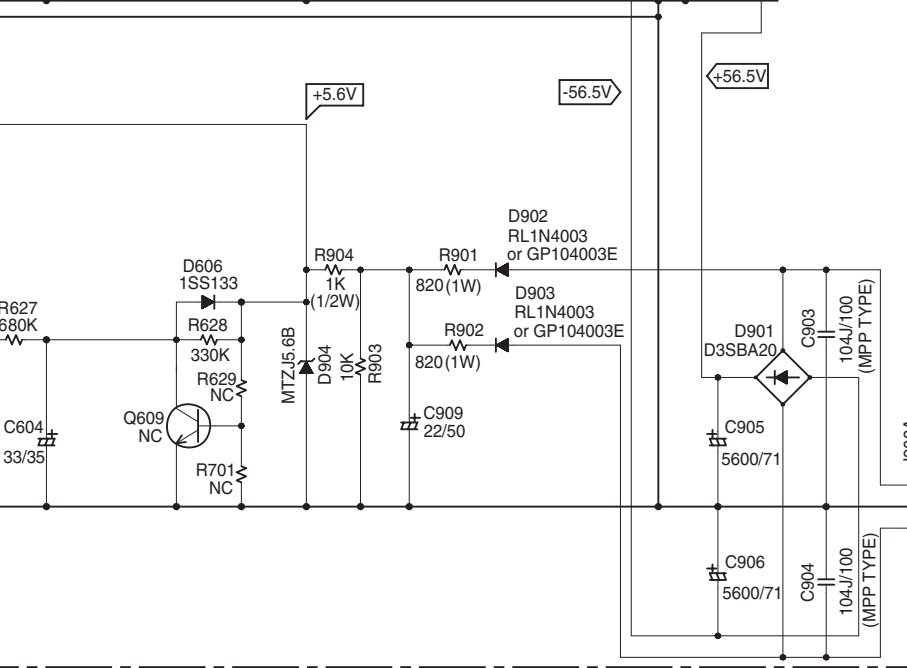 +5.6V
-56.5V
+56.5V
D902
RL1N4003
or GP104003E
R904
1K
(1/2W)
R901
820(1W)
D903
RL1N4003
or GP104003E
R902
820(1W)
D606
1SS133
R627
680K
R628
330K
R629
NC
MTZJ5.6B
D904
10K
R903
D901
D3SBA20
C903
104J/100
(MPP TYPE)
Q609
NC
C604
33/35
R701
NC
C909
22/50
C905
5600/71
C906
5600/71
C904
104J/100
(MPP TYPE)